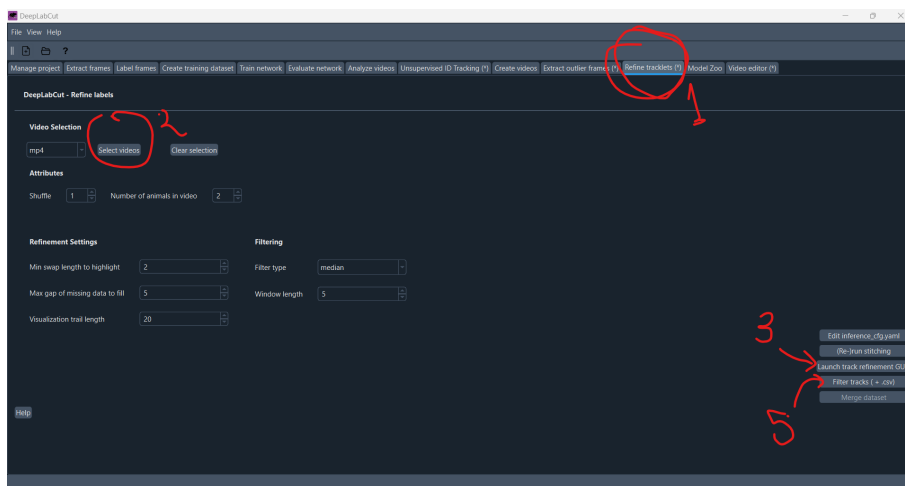 DeepLabCut
File View Help
?
Manage project Extract frames Label frames Create training dataset Train network Evaluate network Analyze videos Unsupervised ID Tracking (*) Create videos Extract outlier frames (*) Refine tracklets (*) Model Zoo Video editor (*)
1
DeepLabCut - Refine labels
2
Video Selection
mp4 Select videos Clear selection
Attributes
Shuffle 1 Number of animals in video 2
Refinement Settings Filtering
Min swap length to highlight 2 Filter type median
Max gap of missing data to fill 5 Window length 5
Visualization trail length 20
3
Edit inference_cfg.yaml
(Re-)run stitching
Launch track refinement GU
Filter tracks ( + .csv)
Merge dataset
5
Help